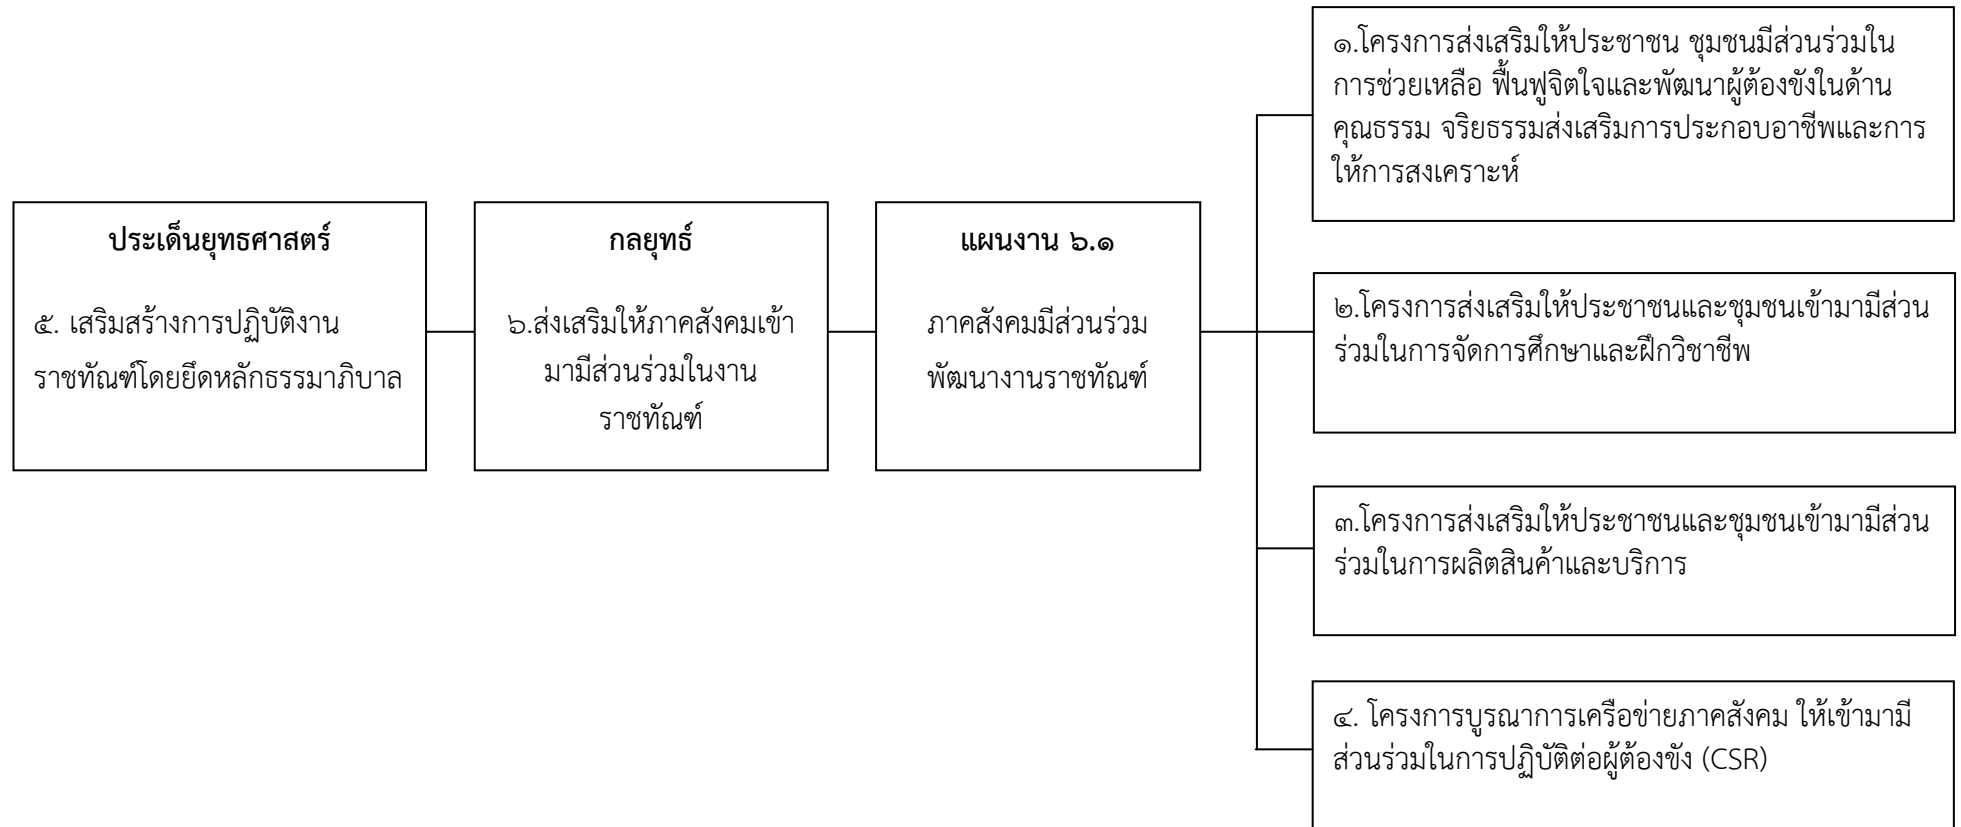 ประเด็นยุทธศาสตร์
๕. เสริมสร้างการปฏิบัติงาน
ราชทัณฑ์โดยยึดหลักธรรมาภิบาล
กลยุทธ์
๖.ส่งเสริมให้ภาคสังคมเข้า
มามีส่วนร่วมในงาน
ราชทัณฑ์
แผนงาน ๖.๑
ภาคสังคมมีส่วนร่วม
พัฒนางานราชทัณฑ์
๑.โครงการส่งเสริมให้ประชาชน ชุมชนมีส่วนร่วมใน
การช่วยเหลือ ฟื้นฟูจิตใจและพัฒนาผู้ต้องขังในด้าน
คุณธรรม จริยธรรมส่งเสริมการประกอบอาชีพและการ
ให้การสงเคราะห์
๒.โครงการส่งเสริมให้ประชาชนและชุมชนเข้ามามีส่วน
ร่วมในการจัดการศึกษาและฝึกวิชาชีพ
๓.โครงการส่งเสริมให้ประชาชนและชุมชนเข้ามามีส่วน
ร่วมในการผลิตสินค้าและบริการ
๔. โครงการบูรณาการเครือข่ายภาคสังคม ให้เข้ามามี
ส่วนร่วมในการปฏิบัติต่อผู้ต้องขัง (CSR)